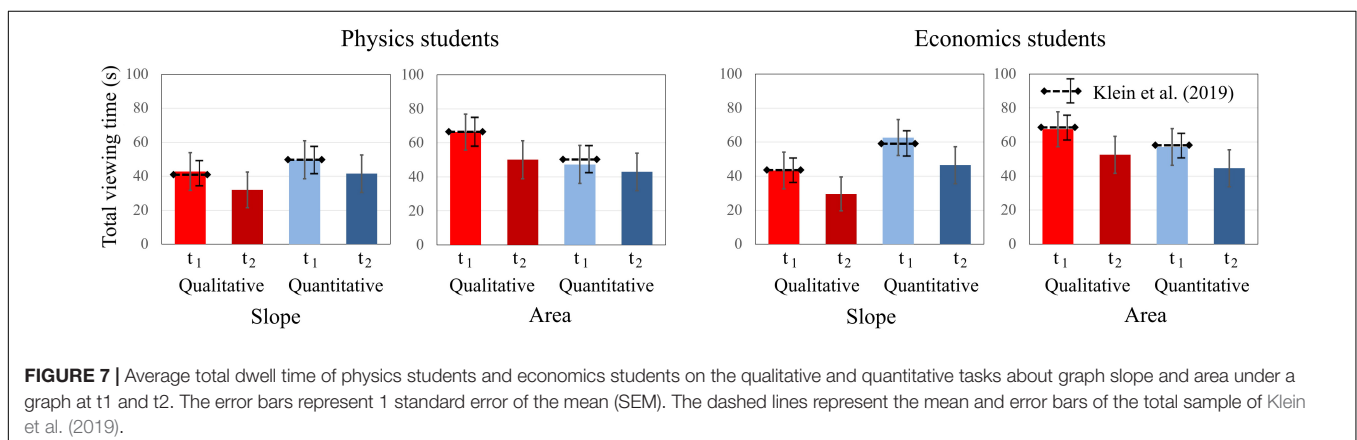 Physics students
Economics students
Total viewing time (s)
100
80
60
40
20
0
t1 t2 t1 t2
Qualitative Quantitative
Slope
100
80
60
40
20
0
t1 t2 t1 t2
Qualitative Quantitative
Area
100
80
60
40
20
0
t1 t2 t1 t2
Qualitative Quantitative
Slope
100
80
60
40
20
0
Klein et al. (2019)
t1 t2 t1 t2
Qualitative Quantitative
Area
FIGURE 7 | Average total dwell time of physics students and economics students on the qualitative and quantitative tasks about graph slope and area under a
graph at t1 and t2. The error bars represent 1 standard error of the mean (SEM). The dashed lines represent the mean and error bars of the total sample of Klein
et al. (2019).